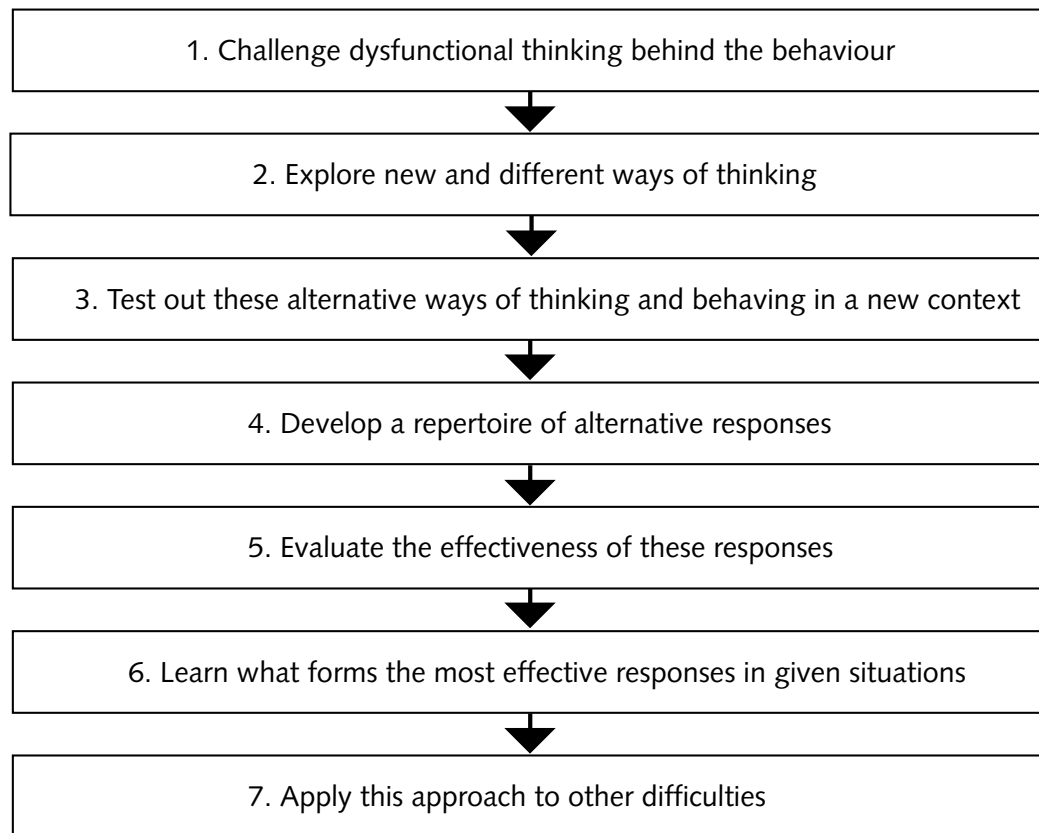 1. Challenge dysfunctional thinking behind the behaviour
2. Explore new and different ways of thinking
3. Test out these alternative ways of thinking and behaving in a new context
4. Develop a repertoire of alternative responses
5. Evaluate the effectiveness of these responses
6. Learn what forms the most effective responses in given situations
7. Apply this approach to other difficulties